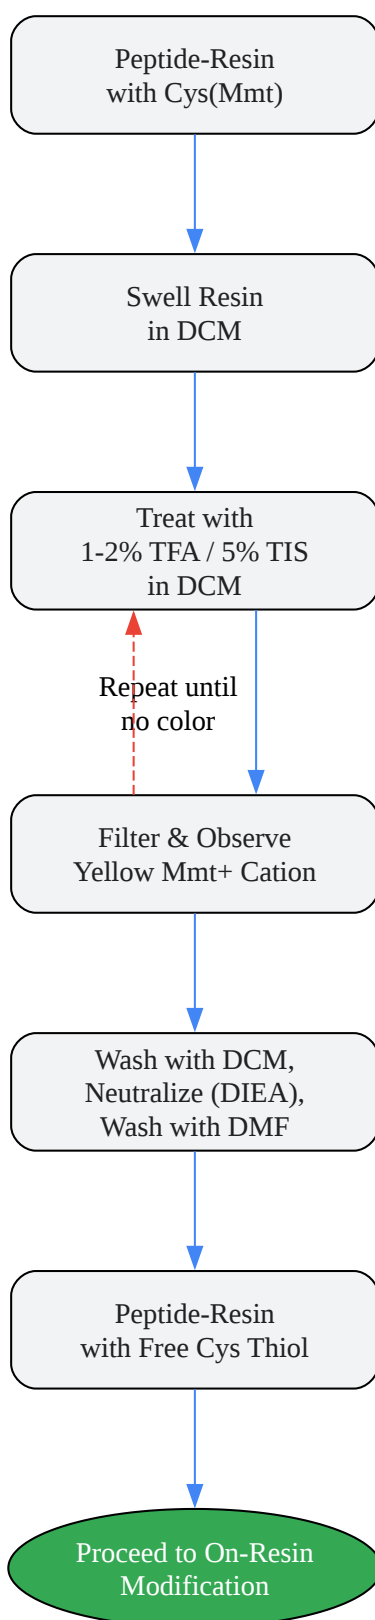 Peptide-Resin
with Cys(Mmt)
Swell Resin
in DCM
Treat with
1-2% TFA / 5% TIS
in DCM
Repeat until
no color
Filter & Observe
Yellow Mmt+ Cation
Wash with DCM,
Neutralize (DIEA),
Wash with DMF
Peptide-Resin
with Free Cys Thiol
Proceed to On-Resin
Modification